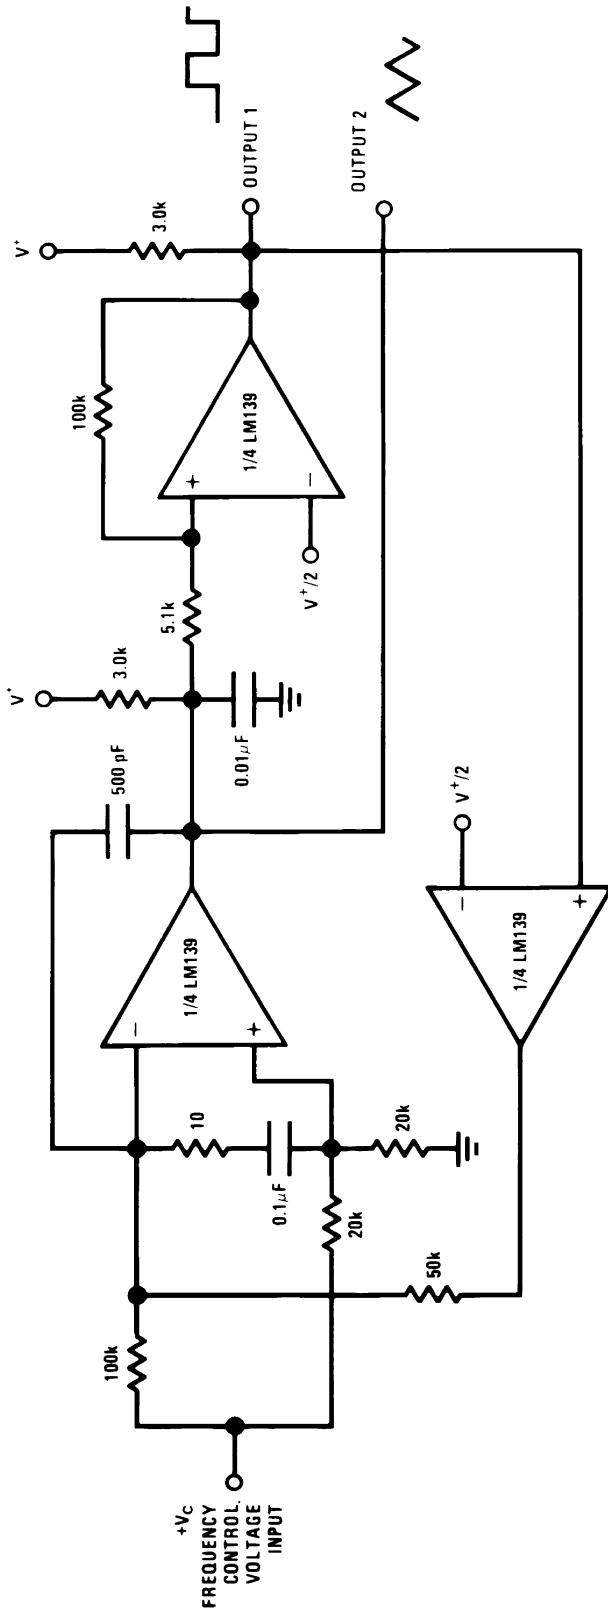 +VC
FREQUENCY
CONTROL.
VOLTAGE
INPUT
100k
20k
50k
10
0.1µF
20k
500 pF
1/4 LM139
−
+
V+
3.0k
0.01µF
5.1k
100k
V+/2
1/4 LM139
+
−
V+
3.0k
OUTPUT 1
OUTPUT 2
V+/2
1/4 LM139
−
+